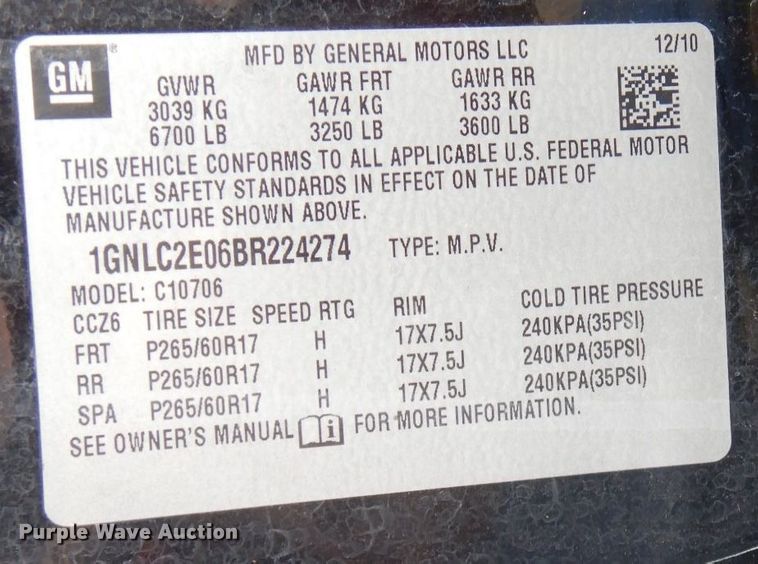 GM®
MFD BY GENERAL MOTORS LLC 12/10
GVWR GAWR FRT GAWR RR
3039 KG 1474 KG 1633 KG
6700 LB 3250 LB 3600 LB
THIS VEHICLE CONFORMS TO ALL APPLICABLE U.S. FEDERAL MOTOR
VEHICLE SAFETY STANDARDS IN EFFECT ON THE DATE OF
MANUFACTURE SHOWN ABOVE.
1GNLC2E06BR224274 TYPE: M.P.V.
MODEL: C10706
CCZ6 TIRE SIZE SPEED RTG RIM COLD TIRE PRESSURE
FRT P265/60R17 H 17X7.5J 240KPA(35PSI)
RR P265/60R17 H 17X7.5J 240KPA(35PSI)
SPA P265/60R17 H 17X7.5J 240KPA(35PSI)
SEE OWNER'S MANUAL i FOR MORE INFORMATION.
Purple Wave Auction